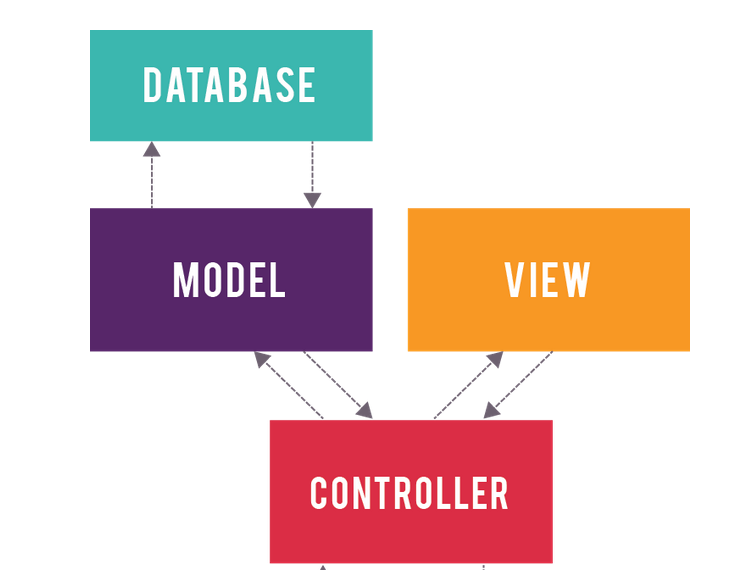 DATABASE
MODEL
VIEW
CONTROLLER